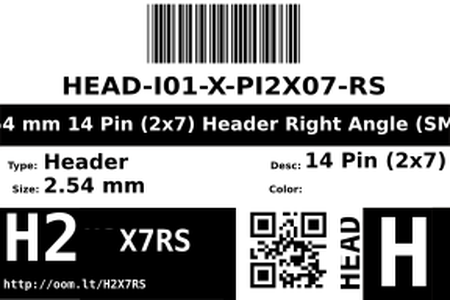 HEAD-I01-X-PI2X07-RS
54 mm 14 Pin (2x7) Header Right Angle (SM
Type: Header
Desc: 14 Pin (2x7)
Size: 2.54 mm
Color:
H2
X7RS
HEAD
H
http://oom.lt/H2X7RS